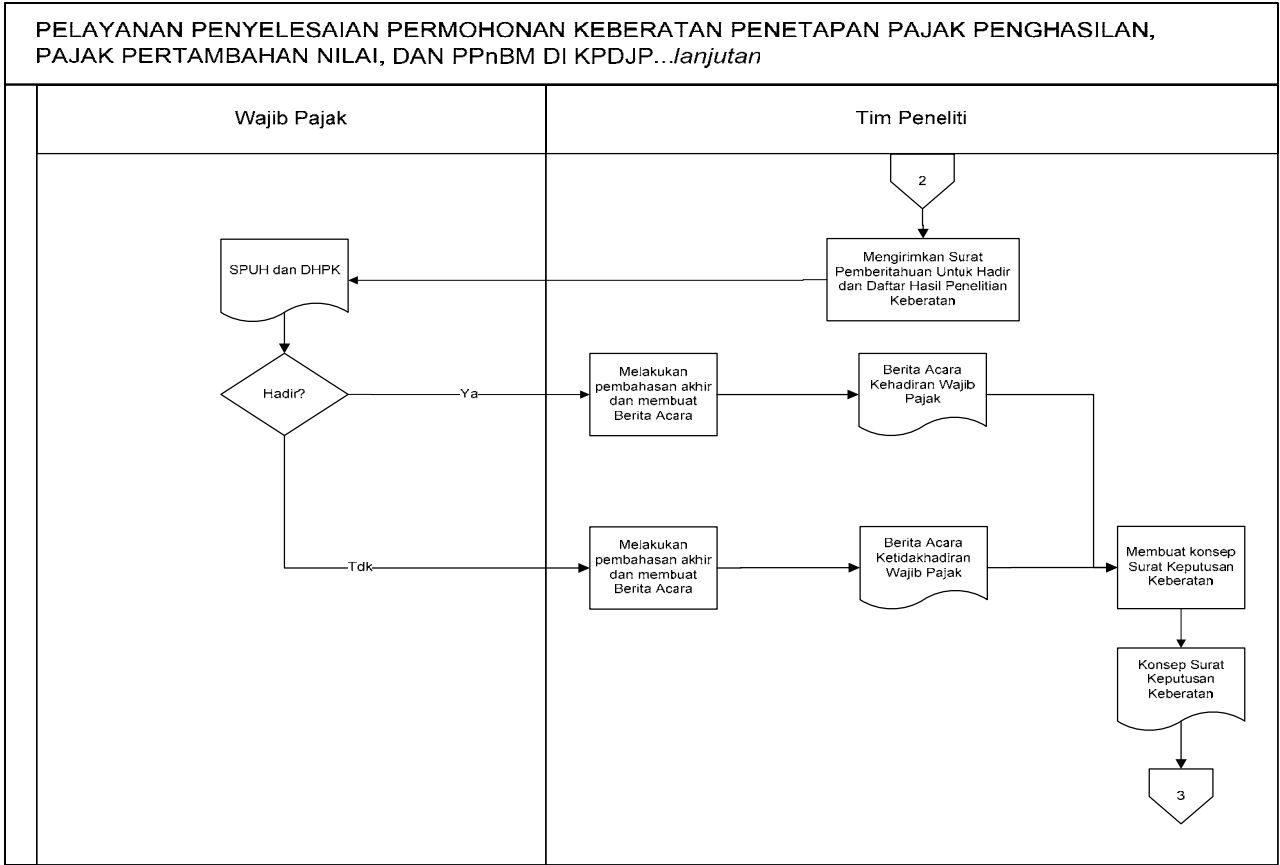 PELAYANAN PENYELESAIAN PERMOHONAN KEBERATAN PENETAPAN PAJAK PENGHASILAN,
PAJAK PERTAMBAHAN NILAI, DAN PPnBM DI KPDJP...lanjutan
Wajib Pajak
Tim Peneliti
2
Mengirimkan Surat
Pemberitahuan Untuk Hadir
dan Daftar Hasil Penelitian
Keberatan
SPUH dan DHPK
Hadir?
Ya
Melakukan
pembahasan akhir
dan membuat
Berita Acara
Berita Acara
Kehadiran Wajib
Pajak
Tdk
Melakukan
pembahasan akhir
dan membuat
Berita Acara
Berita Acara
Ketidakhadiran
Wajib Pajak
Membuat konsep
Surat Keputusan
Keberatan
Konsep Surat
Keputusan
Keberatan
3